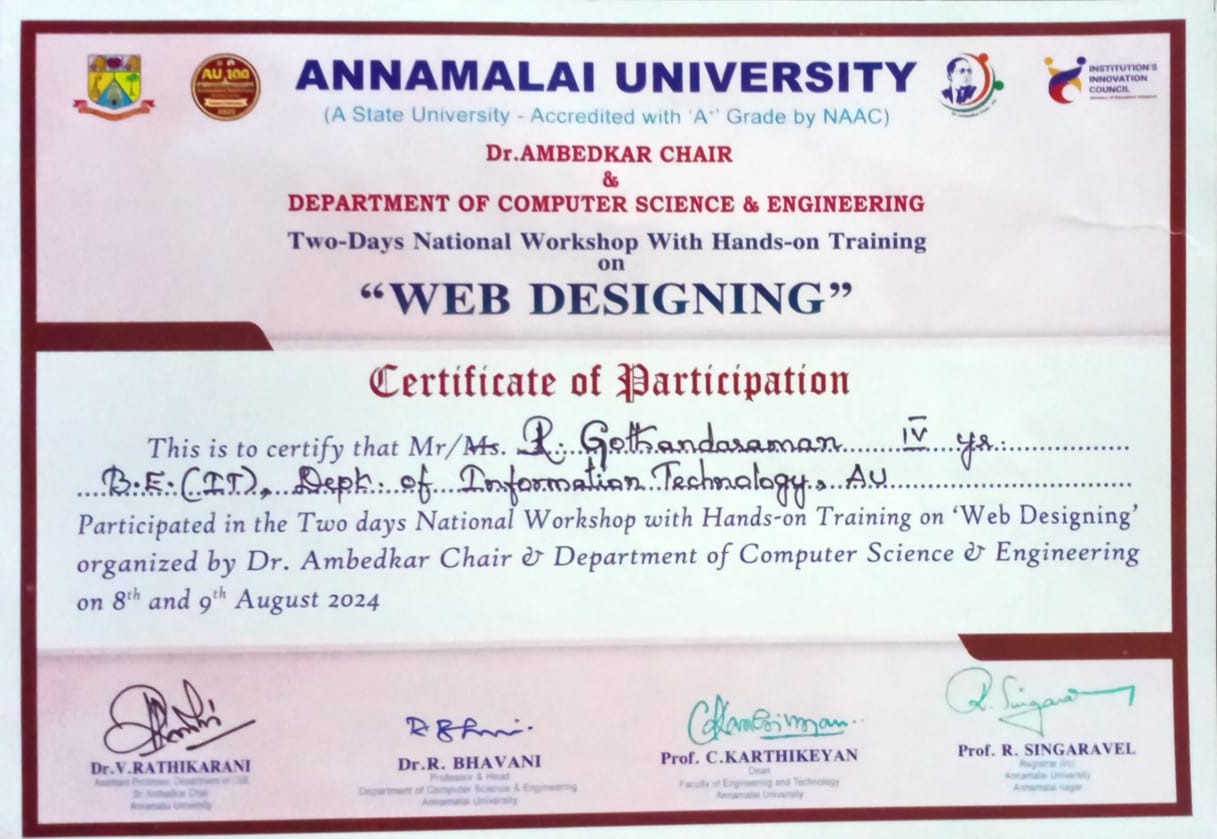 AU 100
ANNAMALAI UNIVERSITY
(A State University - Accredited with 'A+' Grade by NAAC)
INSTITUTION'S
INNOVATION
COUNCIL
Dr.AMBEDKAR CHAIR
&
DEPARTMENT OF COMPUTER SCIENCE & ENGINEERING
Two-Days National Workshop With Hands-on Training
on
“WEB DESIGNING”
Certificate of Participation
This is to certify that Mr/Ms. R. Gothandaraman IV yr.
B.E.(IT), Dept. of Information Technology, AU
Participated in the Two days National Workshop with Hands-on Training on ‘Web Designing’
organized by Dr. Ambedkar Chair & Department of Computer Science & Engineering
on 8th and 9th August 2024
Dr.V.RATHIKARANI
Assistant Professor, Department of CSE
Dr. Ambedkar Chair
Annamalai University
Dr.R. BHAVANI
Professor & Head
Department of Computer Science & Engineering
Annamalai University
Prof. C.KARTHIKEYAN
Dean
Faculty of Engineering and Technology
Annamalai University
R. Singara
Prof. R. SINGARAVEL
Registrar (i/c)
Annamalai University
Annamalai nagar